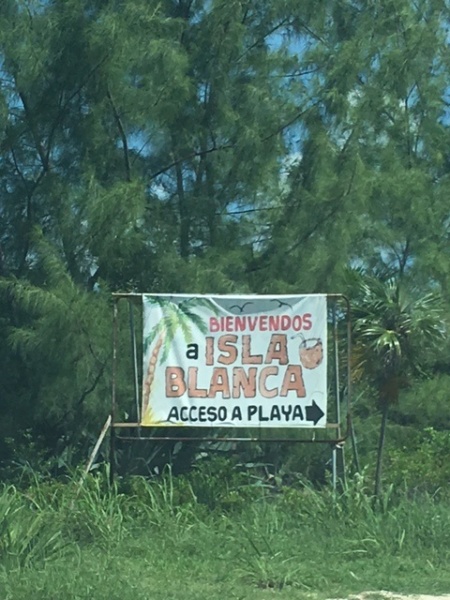 BIENVENDOS
a ISLA
BLANCA
ACCESO A PLAYA